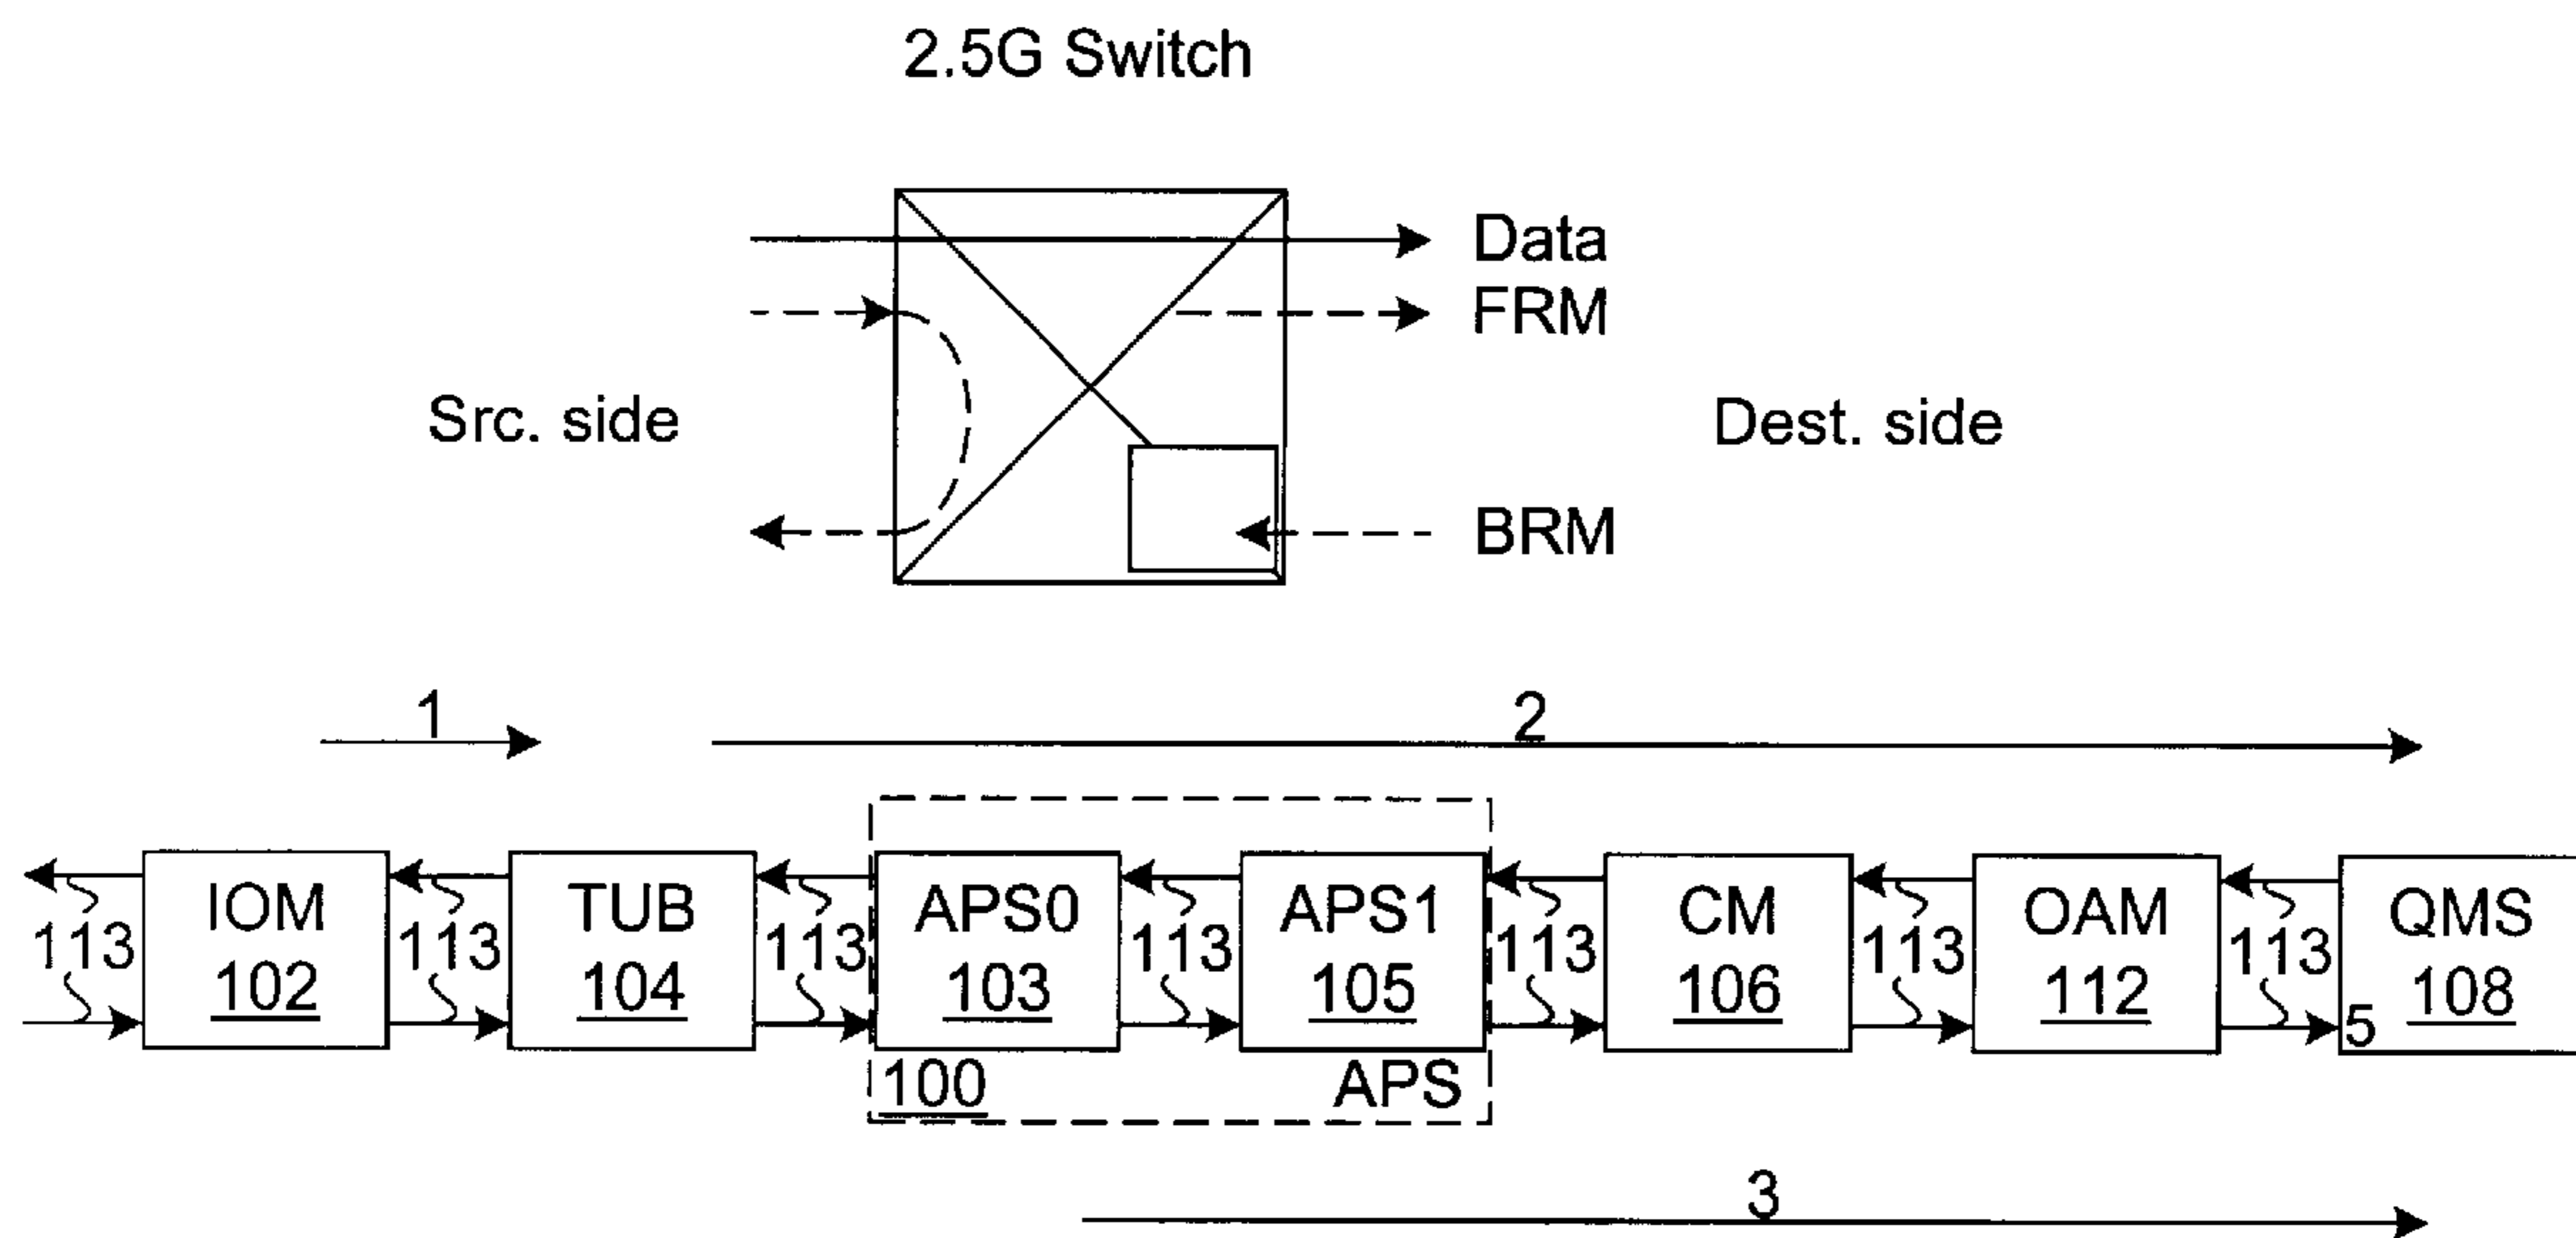 2.5G Switch
Data
FRM
Src. side
Dest. side
BRM
1
2
IOM
102
TUB
104
APS0
103
APS1
105
CM
106
OAM
112
QMS
108
113
113
113
113
113
113
113
5
100
APS
3